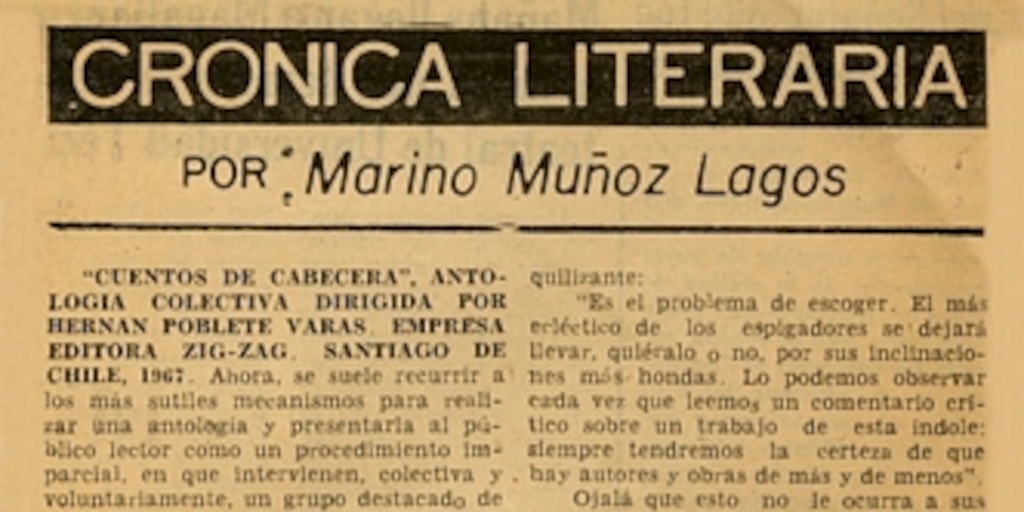 CRONICA LITERARIA
POR: Marino Muñoz Lagos
"CUENTOS DE CABECERA", ANTO-
LOGIA COLECTIVA DIRIGIDA POR
HERNAN POBLETE VARAS. EMPRESA
EDITORA ZIG-ZAG. SANTIAGO DE
CHILE, 1967. Ahora, se suele recurrir a
los más sutiles mecanismos para reali-
zar una antología y presentarla al pú-
blico lector como un procedimiento im-
parcial, en que intervienen, colectiva y
voluntariamente, un grupo destacado de
quilizante:
"Es el problema de escoger. El más
ecléctico de los espigadores se dejará
llevar, quiéralo o no, por sus inclinacio-
nes más hondas. Lo podemos observar
cada vez que leemos un comentario crí-
tico sobre un trabajo de esta índole:
siempre tendremos la certeza de que
hay autores y obras de más y de menos".
Ojalá que esto no le ocurra a sus